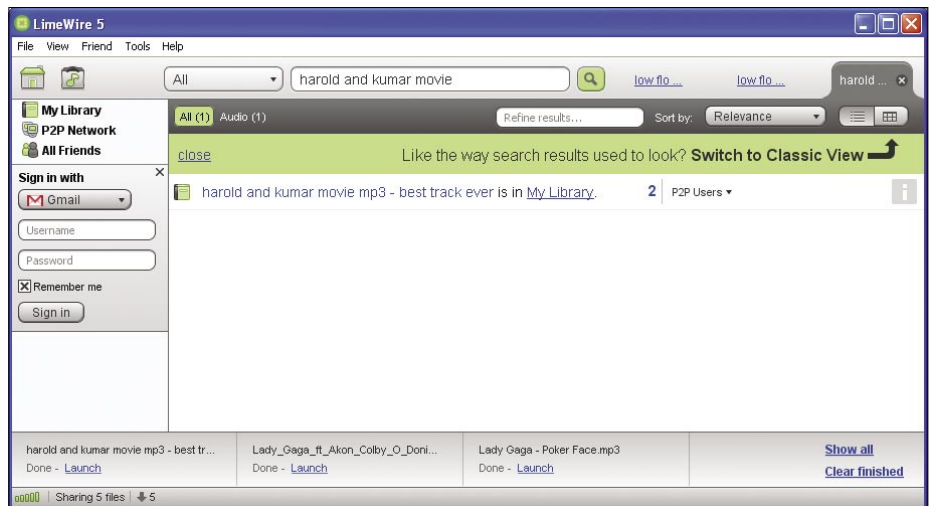 LimeWire 5
File View Friend Tools Help
All harold and kumar movie low flo ... low flo ... harold ...
My Library
P2P Network
All Friends
All (1) Audio (1) Refine results... Sort by: Relevance
close Like the way search results used to look? Switch to Classic View
Sign in with
Gmail
Username
Password
Remember me
Sign in
harold and kumar movie mp3 - best track ever is in My Library. 2 P2P Users
harold and kumar movie mp3 - best tr...
Done - Launch
Lady_Gaga_ft_Akon_Colby_O_Doni...
Done - Launch
Lady Gaga - Poker Face.mp3
Done - Launch
Show all
Clear finished
Sharing 5 files 5